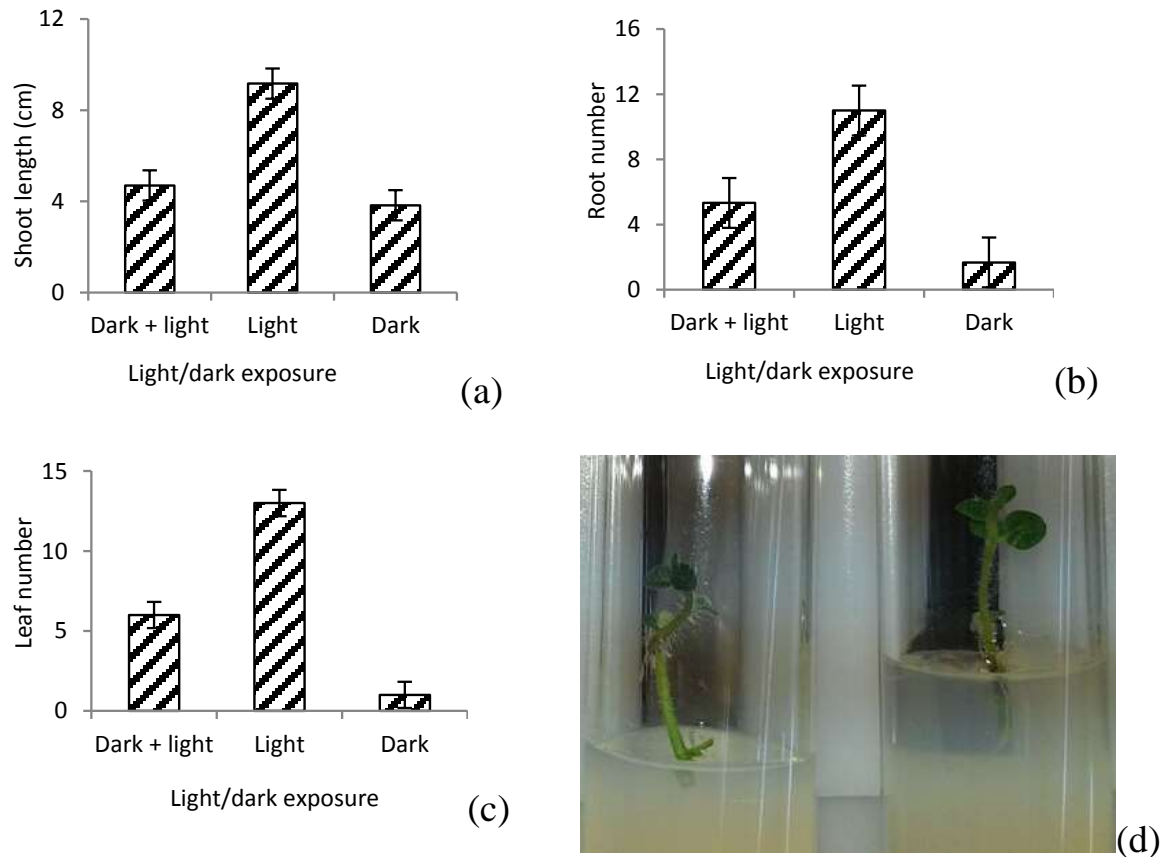 12
8
4
0
Shoot length (cm)
Dark + light Light Dark
Light/dark exposure
(a)
16
12
8
4
0
Root number
Dark + light Light Dark
Light/dark exposure
(b)
15
10
5
0
Leaf number
Dark + light Light Dark
Light/dark exposure
(c)
(d)